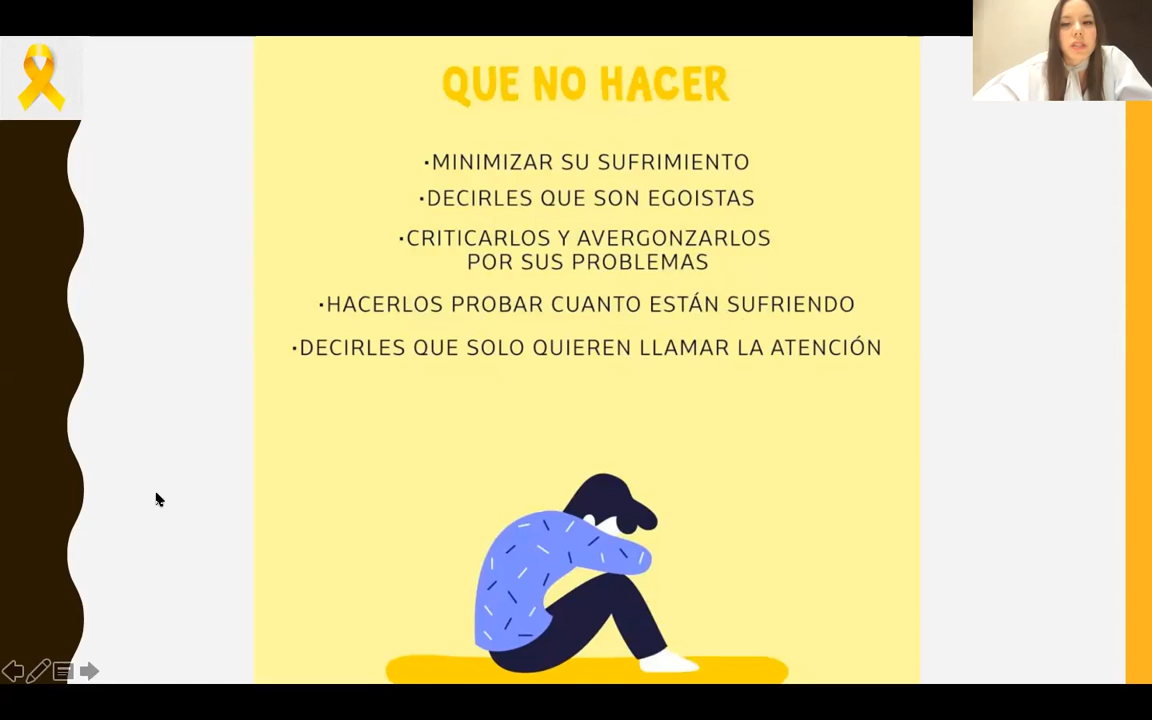 QUE NO HACER
•MINIMIZAR SU SUFRIMIENTO
•DECIRLES QUE SON EGOISTAS
•CRITICARLOS Y AVERGONZARLOS
POR SUS PROBLEMAS
•HACERLOS PROBAR CUANTO ESTÁN SUFRIENDO
•DECIRLES QUE SOLO QUIEREN LLAMAR LA ATENCIÓN